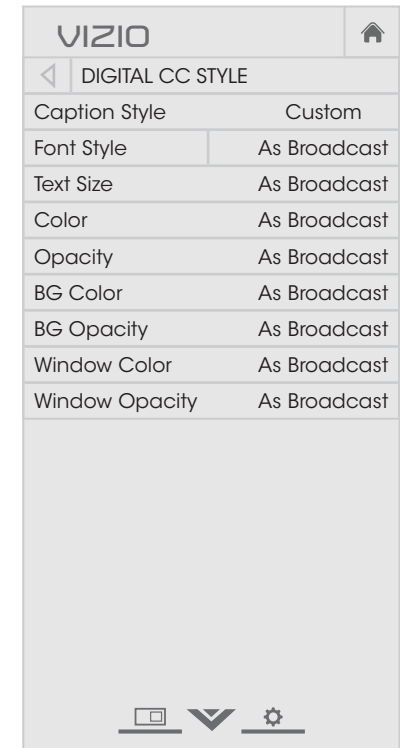 VIZIO
DIGITAL CC STYLE
Caption Style Custom
Font Style As Broadcast
Text Size As Broadcast
Color As Broadcast
Opacity As Broadcast
BG Color As Broadcast
BG Opacity As Broadcast
Window Color As Broadcast
Window Opacity As Broadcast